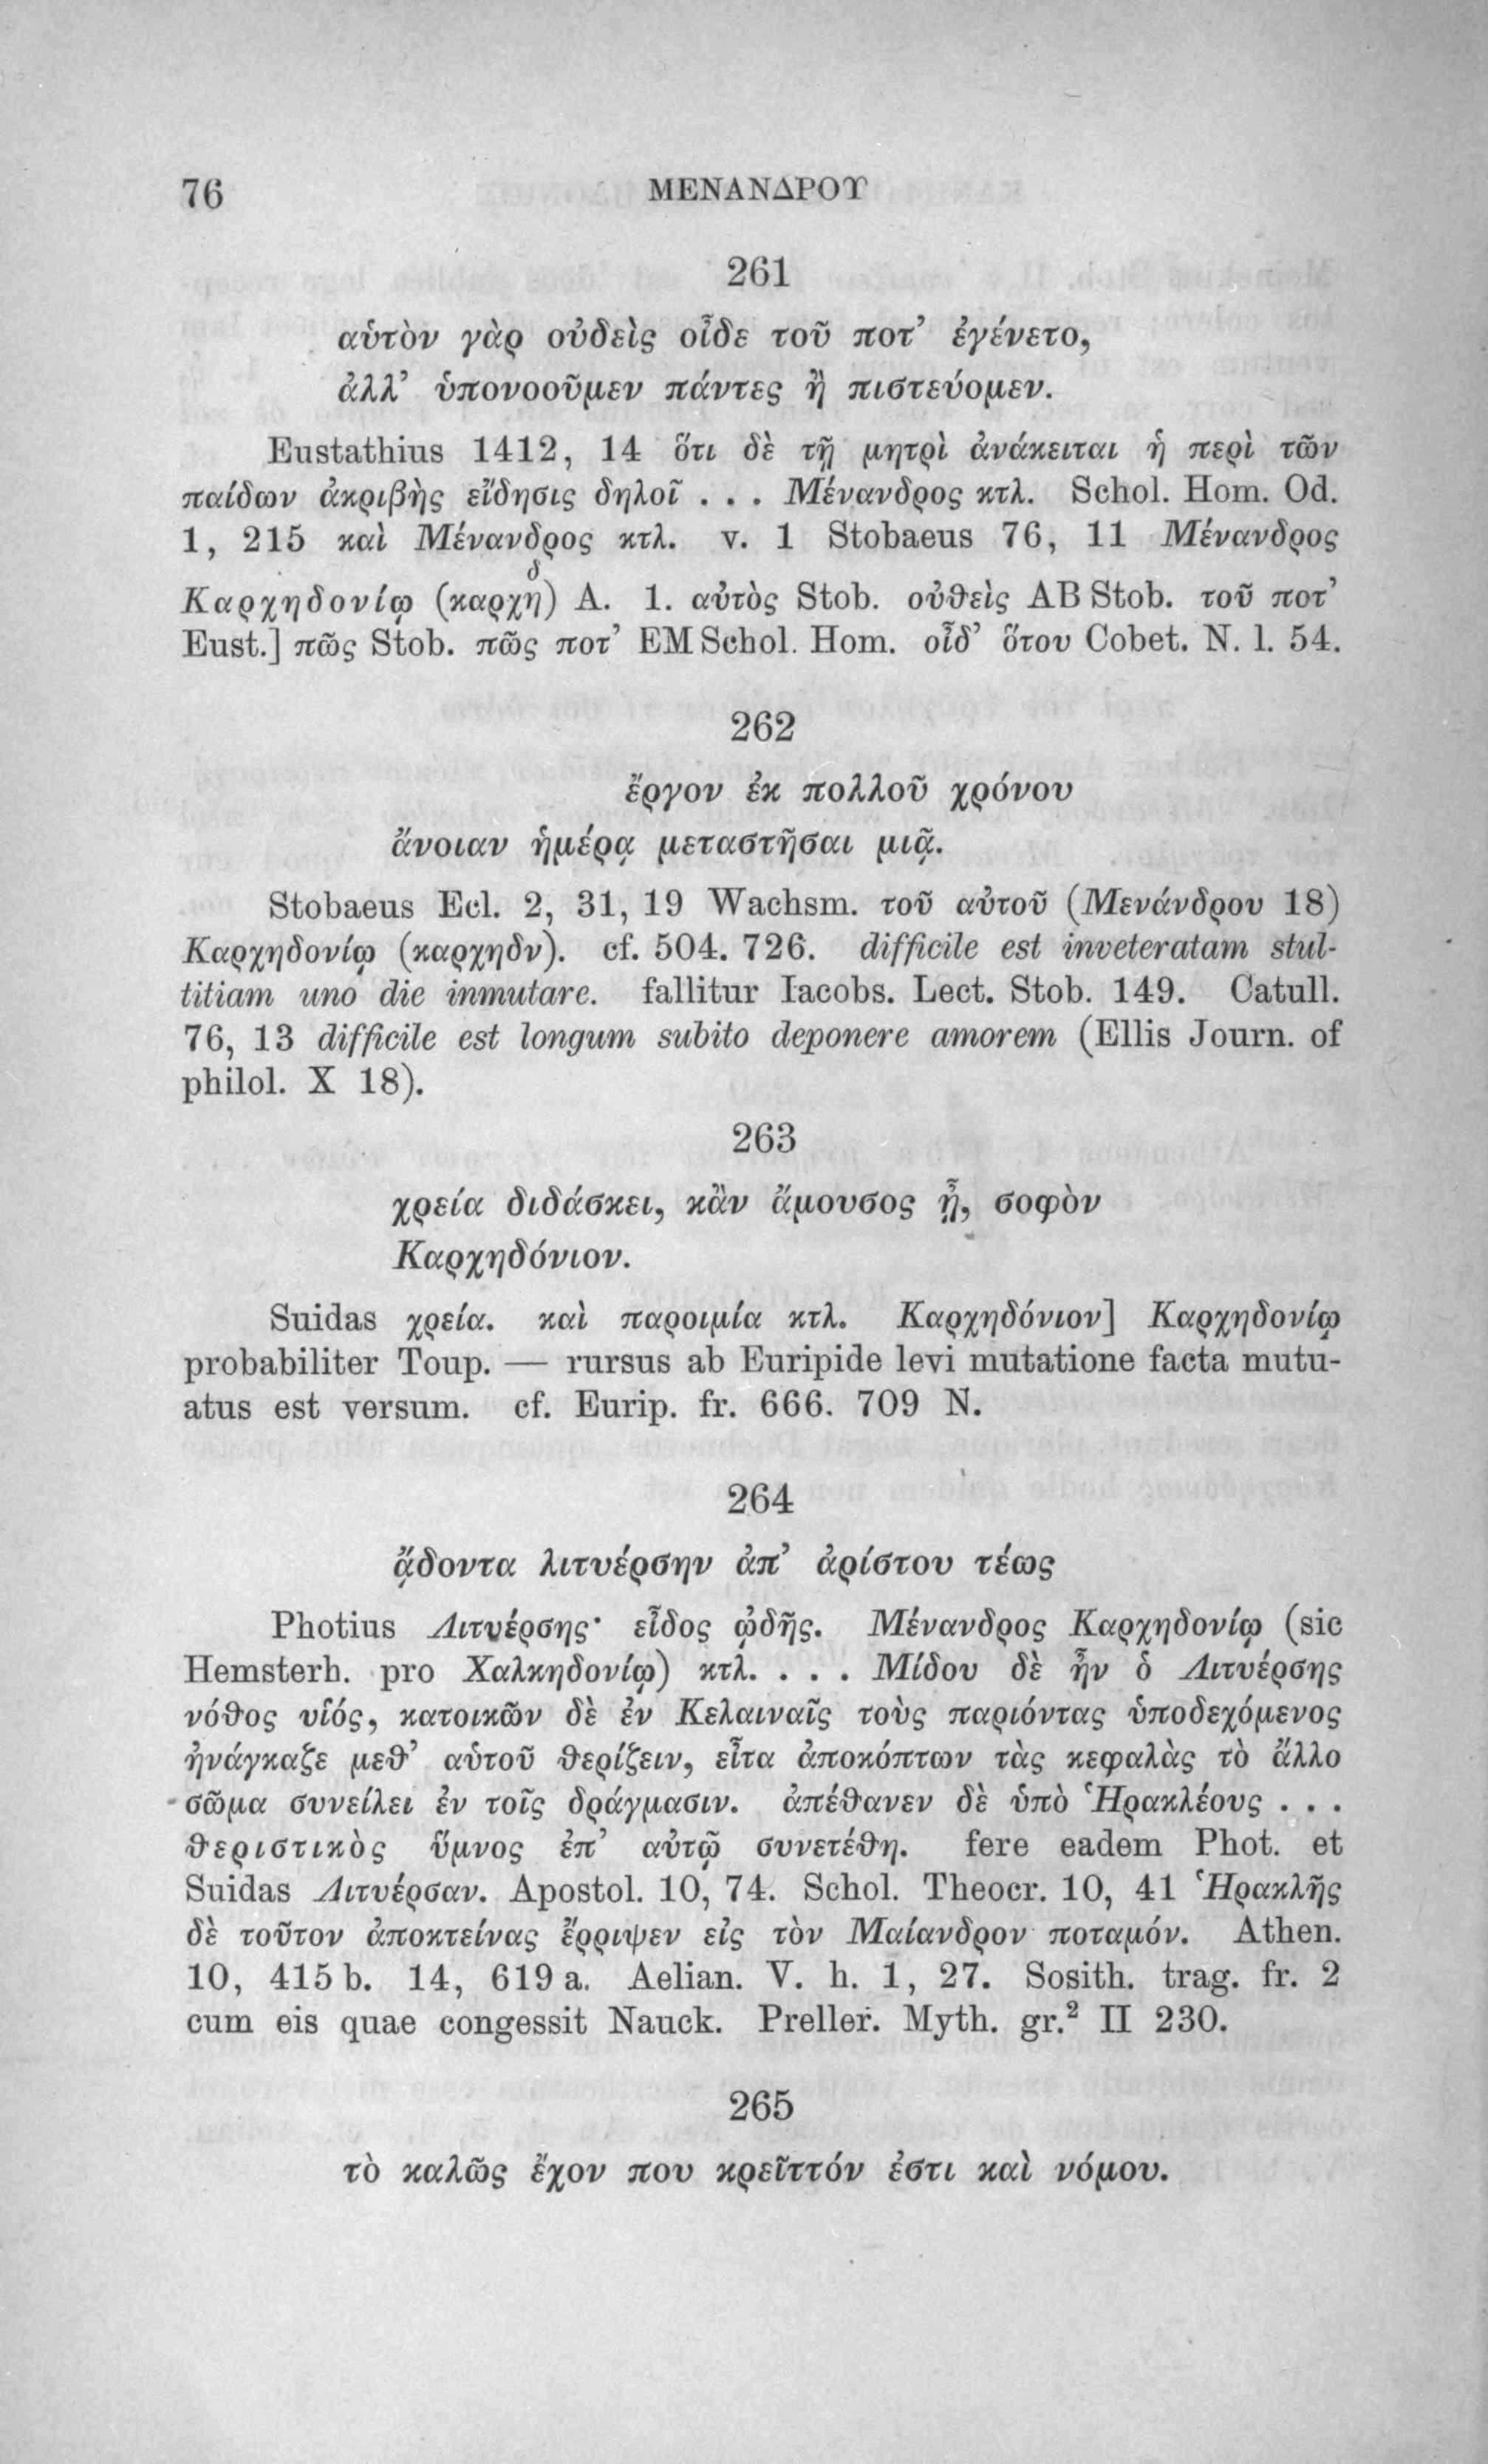 76
ΜΕΝΑΝΔΡΟΥ
261
αὑτὸν γὰρ οὐδεὶς οἶδε τοῦ ποτ’ ἐγένετο,
ἀλλ’ ὑπονοοῦμεν πάντες ἢ πιστεύομεν.
Eustathius 1412, 14 ὅτι δὲ τῇ μητρὶ ἀνάκειται ἡ περὶ τῶν
παίδων ἀκριβὴς εἴδησις δηλοῖ . . . Μένανδρος κτλ. Schol. Hom. Od.
1, 215 καὶ Μένανδρος κτλ. v. 1 Stobaeus 76, 11 Μένανδρος
δ
Καρχηδονίῳ (καρχη) A. 1. αὐτὸς Stob. οὐθεὶς AB Stob. τοῦ ποτ’
Eust.] πῶς Stob. πῶς ποτ’ EM Schol. Hom. οἶδ’ ὅτου Cobet. N. l. 54.
262
ἔργον ἐκ πολλοῦ χρόνου
ἄνοιαν ἡμέρᾳ μεταστῆσαι μιᾷ.
Stobaeus Ecl. 2, 31, 19 Wachsm. τοῦ αὐτοῦ (Μενάνδρου 18)
Καρχηδονίῳ (καρχηδν). cf. 504. 726. difficile est inveteratam stul-
titiam uno die inmutare. fallitur Iacobs. Lect. Stob. 149. Catull.
76, 13 difficile est longum subito deponere amorem (Ellis Journ. of
philol. X 18).
263
χρεία διδάσκει, κἂν ἄμουσος ᾖ, σοφὸν
Καρχηδόνιον.
Suidas χρεία. καὶ παροιμία κτλ. Καρχηδόνιον] Καρχηδονίῳ
probabiliter Toup. — rursus ab Euripide levi mutatione facta mutu-
atus est versum. cf. Eurip. fr. 666. 709 N.
264
ᾄδοντα λιτυέρσην ἀπ’ ἀρίστου τέως
Photius Λιτυέρσης· εἶδος ᾠδῆς. Μένανδρος Καρχηδονίῳ (sic
Hemsterh. pro Χαλκηδονίῳ) κτλ. . . . Μίδου δὲ ἦν ὁ Λιτυέρσης
νόθος υἱός, κατοικῶν δὲ ἐν Κελαιναῖς τοὺς παριόντας ὑποδεχόμενος
ἠνάγκαζε μεθ’ αὑτοῦ θερίζειν, εἶτα ἀποκόπτων τὰς κεφαλὰς τὸ ἄλλο
σῶμα συνείλει ἐν τοῖς δράγμασιν. ἀπέθανεν δὲ ὑπὸ Ἡρακλέους . . .
θεριστικὸς ὕμνος ἐπ’ αὐτῷ συνετέθη. fere eadem Phot. et
Suidas Λιτυέρσαν. Apostol. 10, 74. Schol. Theocr. 10, 41 Ἡρακλῆς
δὲ τοῦτον ἀποκτείνας ἔρριψεν εἰς τὸν Μαίανδρον ποταμόν. Athen.
10, 415 b. 14, 619 a. Aelian. V. h. 1, 27. Sosith. trag. fr. 2
cum eis quae congessit Nauck. Preller. Myth. gr.² II 230.
265
τὸ καλῶς ἔχον που κρεῖττόν ἐστι καὶ νόμου.